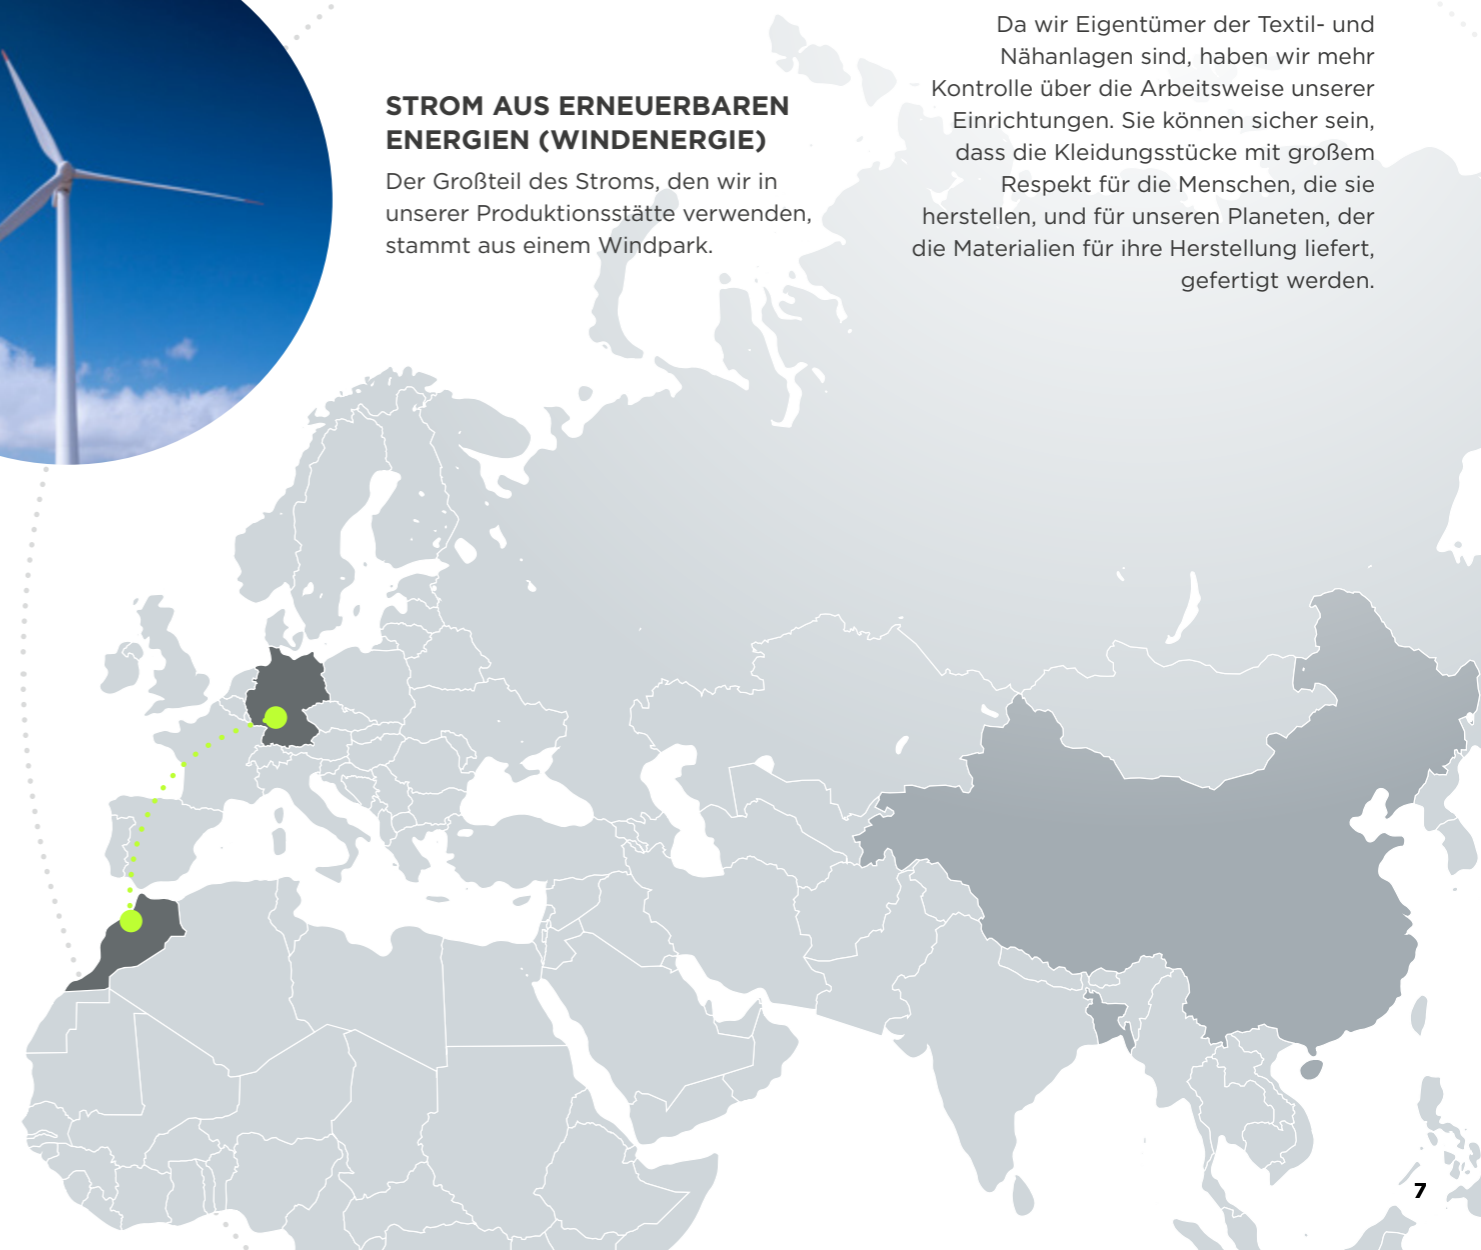 STROM AUS ERNEUERBAREN
ENERGIEN (WINDENERGIE)
Der Großteil des Stroms, den wir in
unserer Produktionsstätte verwenden,
stammt aus einem Windpark.
Da wir Eigentümer der Textil- und
Nähanlagen sind, haben wir mehr
Kontrolle über die Arbeitsweise unserer
Einrichtungen. Sie können sicher sein,
dass die Kleidungsstücke mit großem
Respekt für die Menschen, die sie
herstellen, und für unseren Planeten, der
die Materialien für ihre Herstellung liefert,
gefertigt werden.
7